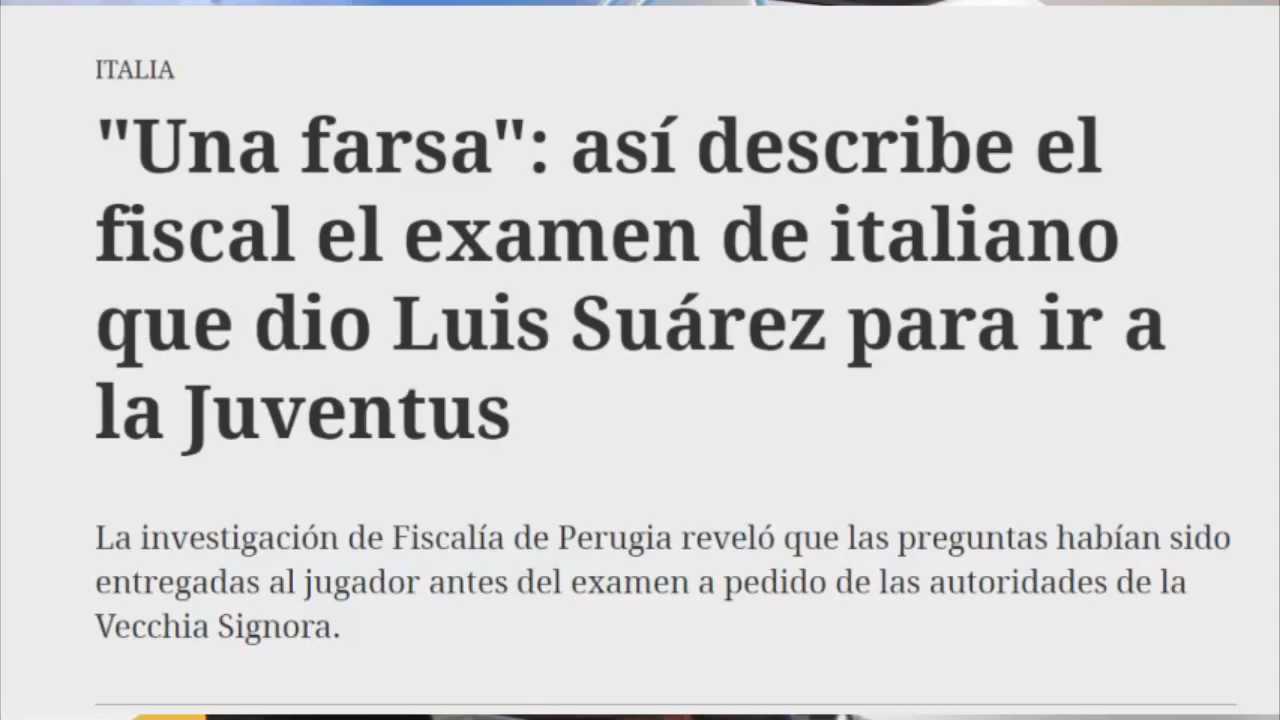 ITALIA
"Una farsa": así describe el
fiscal el examen de italiano
que dio Luis Suárez para ir a
la Juventus
La investigación de Fiscalía de Perugia reveló que las preguntas habían sido
entregadas al jugador antes del examen a pedido de las autoridades de la
Vecchia Signora.